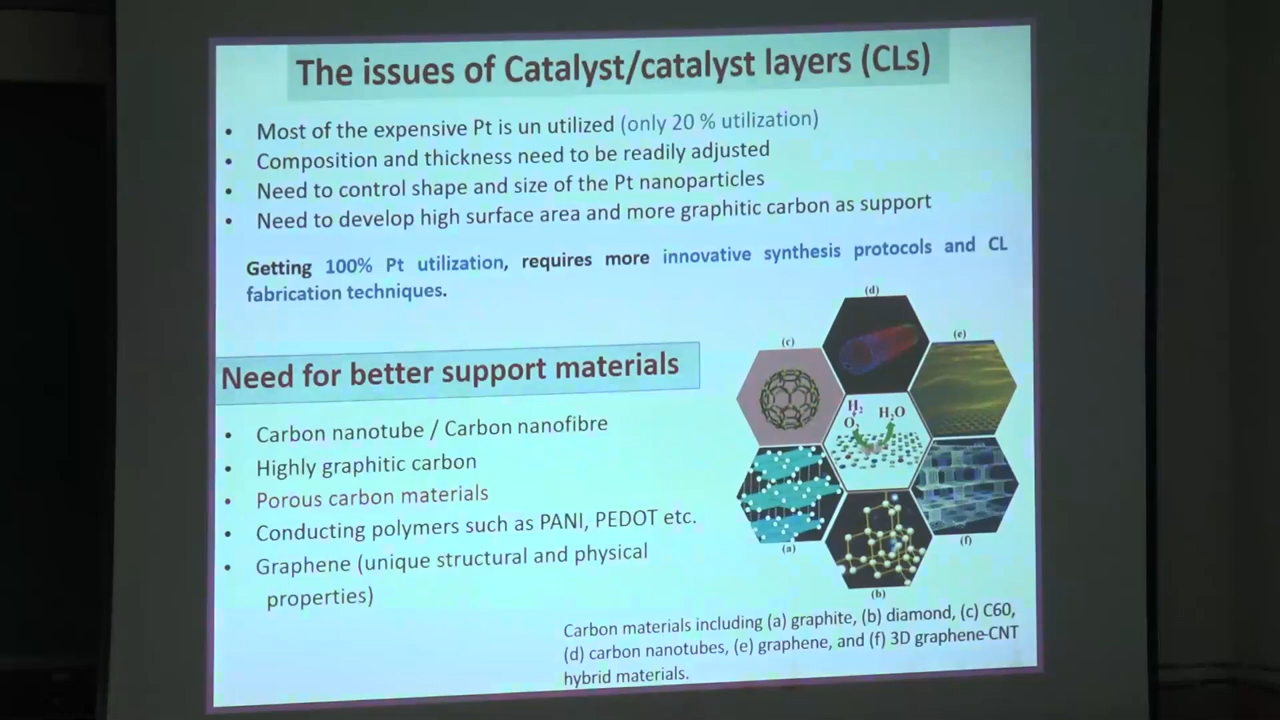 The issues of Catalyst/catalyst layers (CLs)
• Most of the expensive Pt is un utilized (only 20 % utilization)
• Composition and thickness need to be readily adjusted
• Need to control shape and size of the Pt nanoparticles
• Need to develop high surface area and more graphitic carbon as support
Getting 100% Pt utilization, requires more innovative synthesis protocols and CL
fabrication techniques.
Need for better support materials
• Carbon nanotube / Carbon nanofibre
• Highly graphitic carbon
• Porous carbon materials
• Conducting polymers such as PANI, PEDOT etc.
• Graphene (unique structural and physical
properties)
(d)
(c)
(e)
H₂
O₂
H₂O
(a)
(f)
(b)
Carbon materials including (a) graphite, (b) diamond, (c) C60,
(d) carbon nanotubes, (e) graphene, and (f) 3D graphene-CNT
hybrid materials.